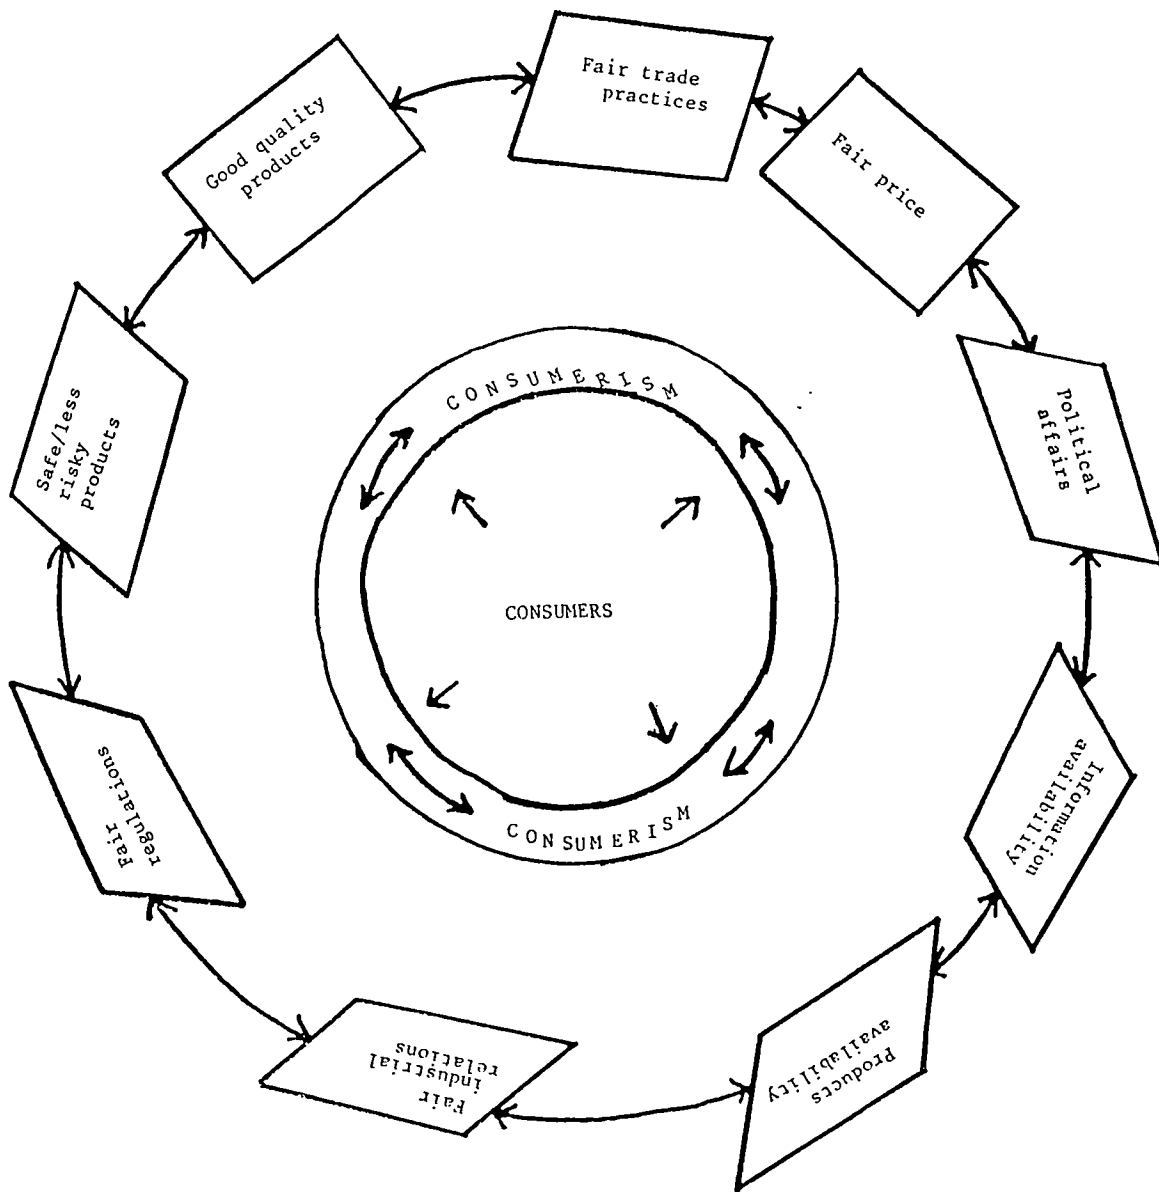 Fair trade
practices
Fair price
Political
affairs
Information
availability
Products
availability
Fair
industrial
relations
Fair
regulations
Safe/less
risky
products
Good quality
products
CONSUMERISM
CONSUMERS
CONSUMERISM